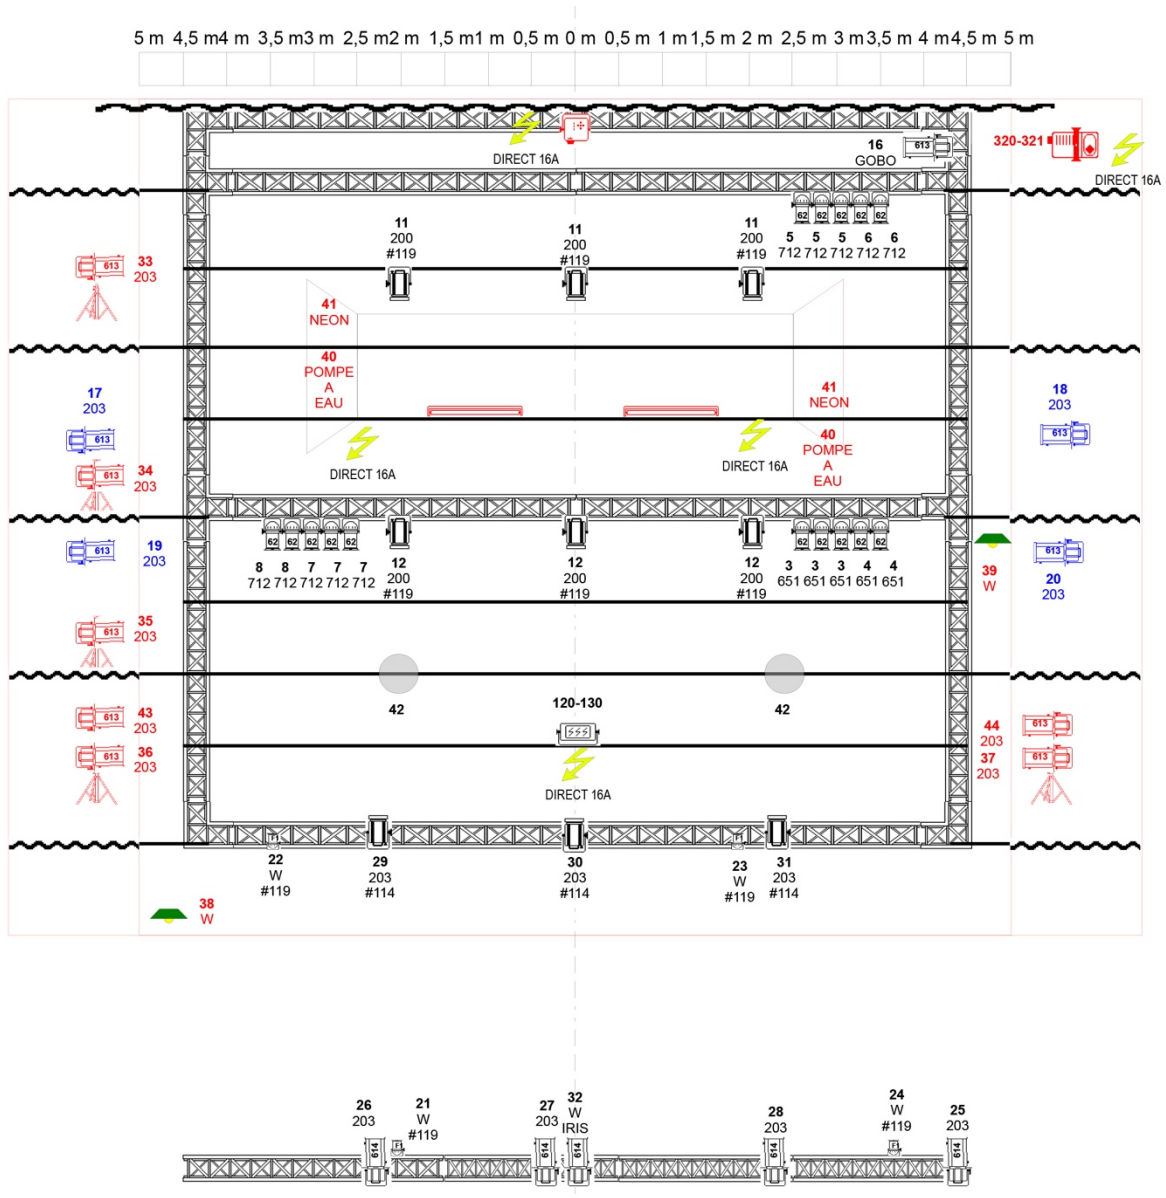 5 m 4,5 m4 m 3,5 m3 m 2,5 m2 m 1,5 m1 m 0,5 m 0 m 0,5 m 1 m 1,5 m 2 m 2,5 m 3 m 3,5 m 4 m 4,5 m 5 m
DIRECT 16A
16
GOBO
613
320-321
DIRECT 16A
62 62 62 62 62
5 5 5 6 6
712 712 712 712 712
11
200
#119
11
200
#119
11
200
#119
613
33
203
41
NEON
40
POMPE
A
EAU
41
NEON
40
POMPE
A
EAU
17
203
613
18
203
613
DIRECT 16A
DIRECT 16A
613
34
203
62 62 62 62 62
8 8 7 7 7
712 712 712 712 712
12
200
#119
12
200
#119
12
200
#119
62 62 62 62 62
3 3 3 4 4
651 651 651 651 651
613
19
203
39
W
613
20
203
613
35
203
42
120-130
42
613
43
203
44
203
613
613
36
203
37
203
613
DIRECT 16A
22
W
#119
29
203
#114
30
203
#114
23
W
#119
31
203
#114
38
W
26
203
21
W
#119
27
203
32
W
IRIS
28
203
24
W
#119
25
203
614
614
614
614
614